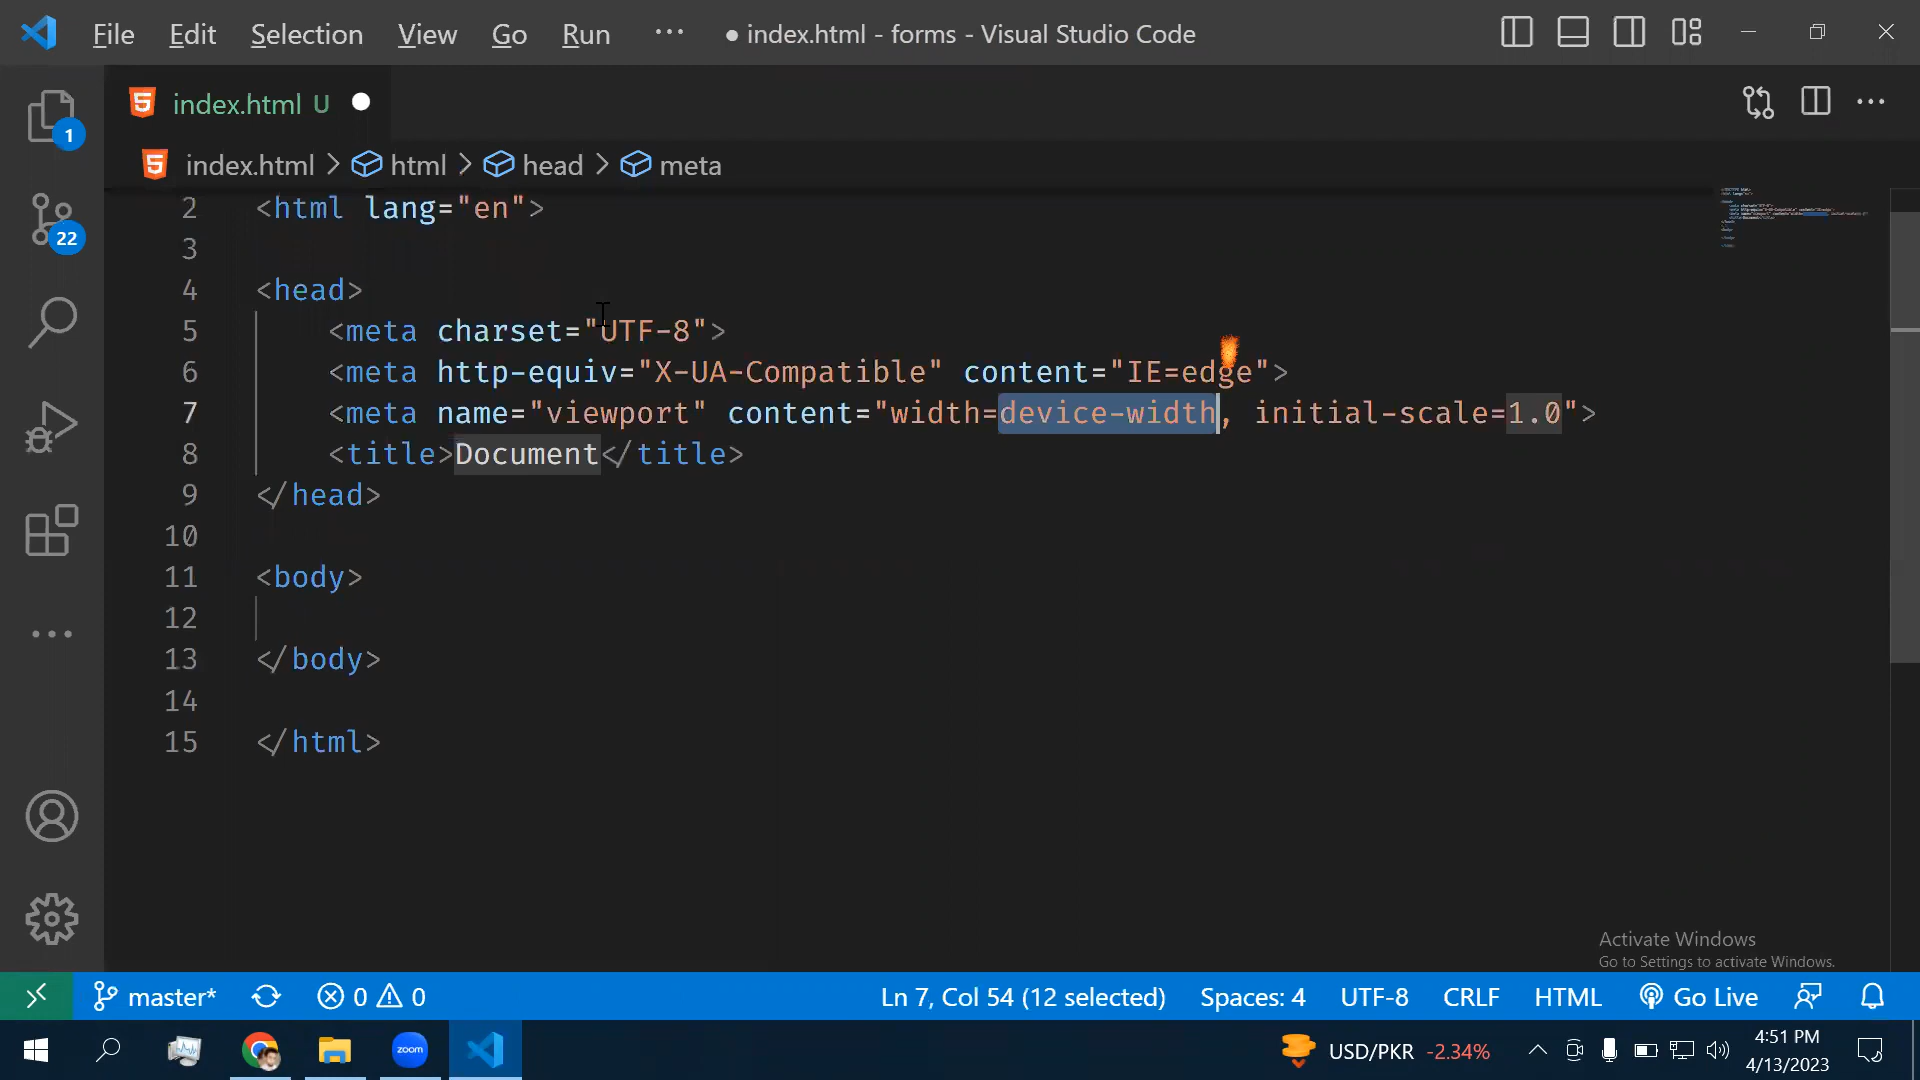 File Edit Selection View Go Run ··· ● index.html - forms - Visual Studio Code
index.html U
index.html > html > head > meta
1
22
2 <html lang="en">
3
4 <head>
5 <meta charset="UTF-8">
6 <meta http-equiv="X-UA-Compatible" content="IE=edge">
7 <meta name="viewport" content="width=device-width, initial-scale=1.0">
8 <title>Document</title>
9 </head>
10
11 <body>
12
13 </body>
14
15 </html>
Activate Windows
Go to Settings to activate Windows.
master* 0 0 Ln 7, Col 54 (12 selected) Spaces: 4 UTF-8 CRLF HTML Go Live
zoom USD/PKR -2.34% 4:51 PM
4/13/2023